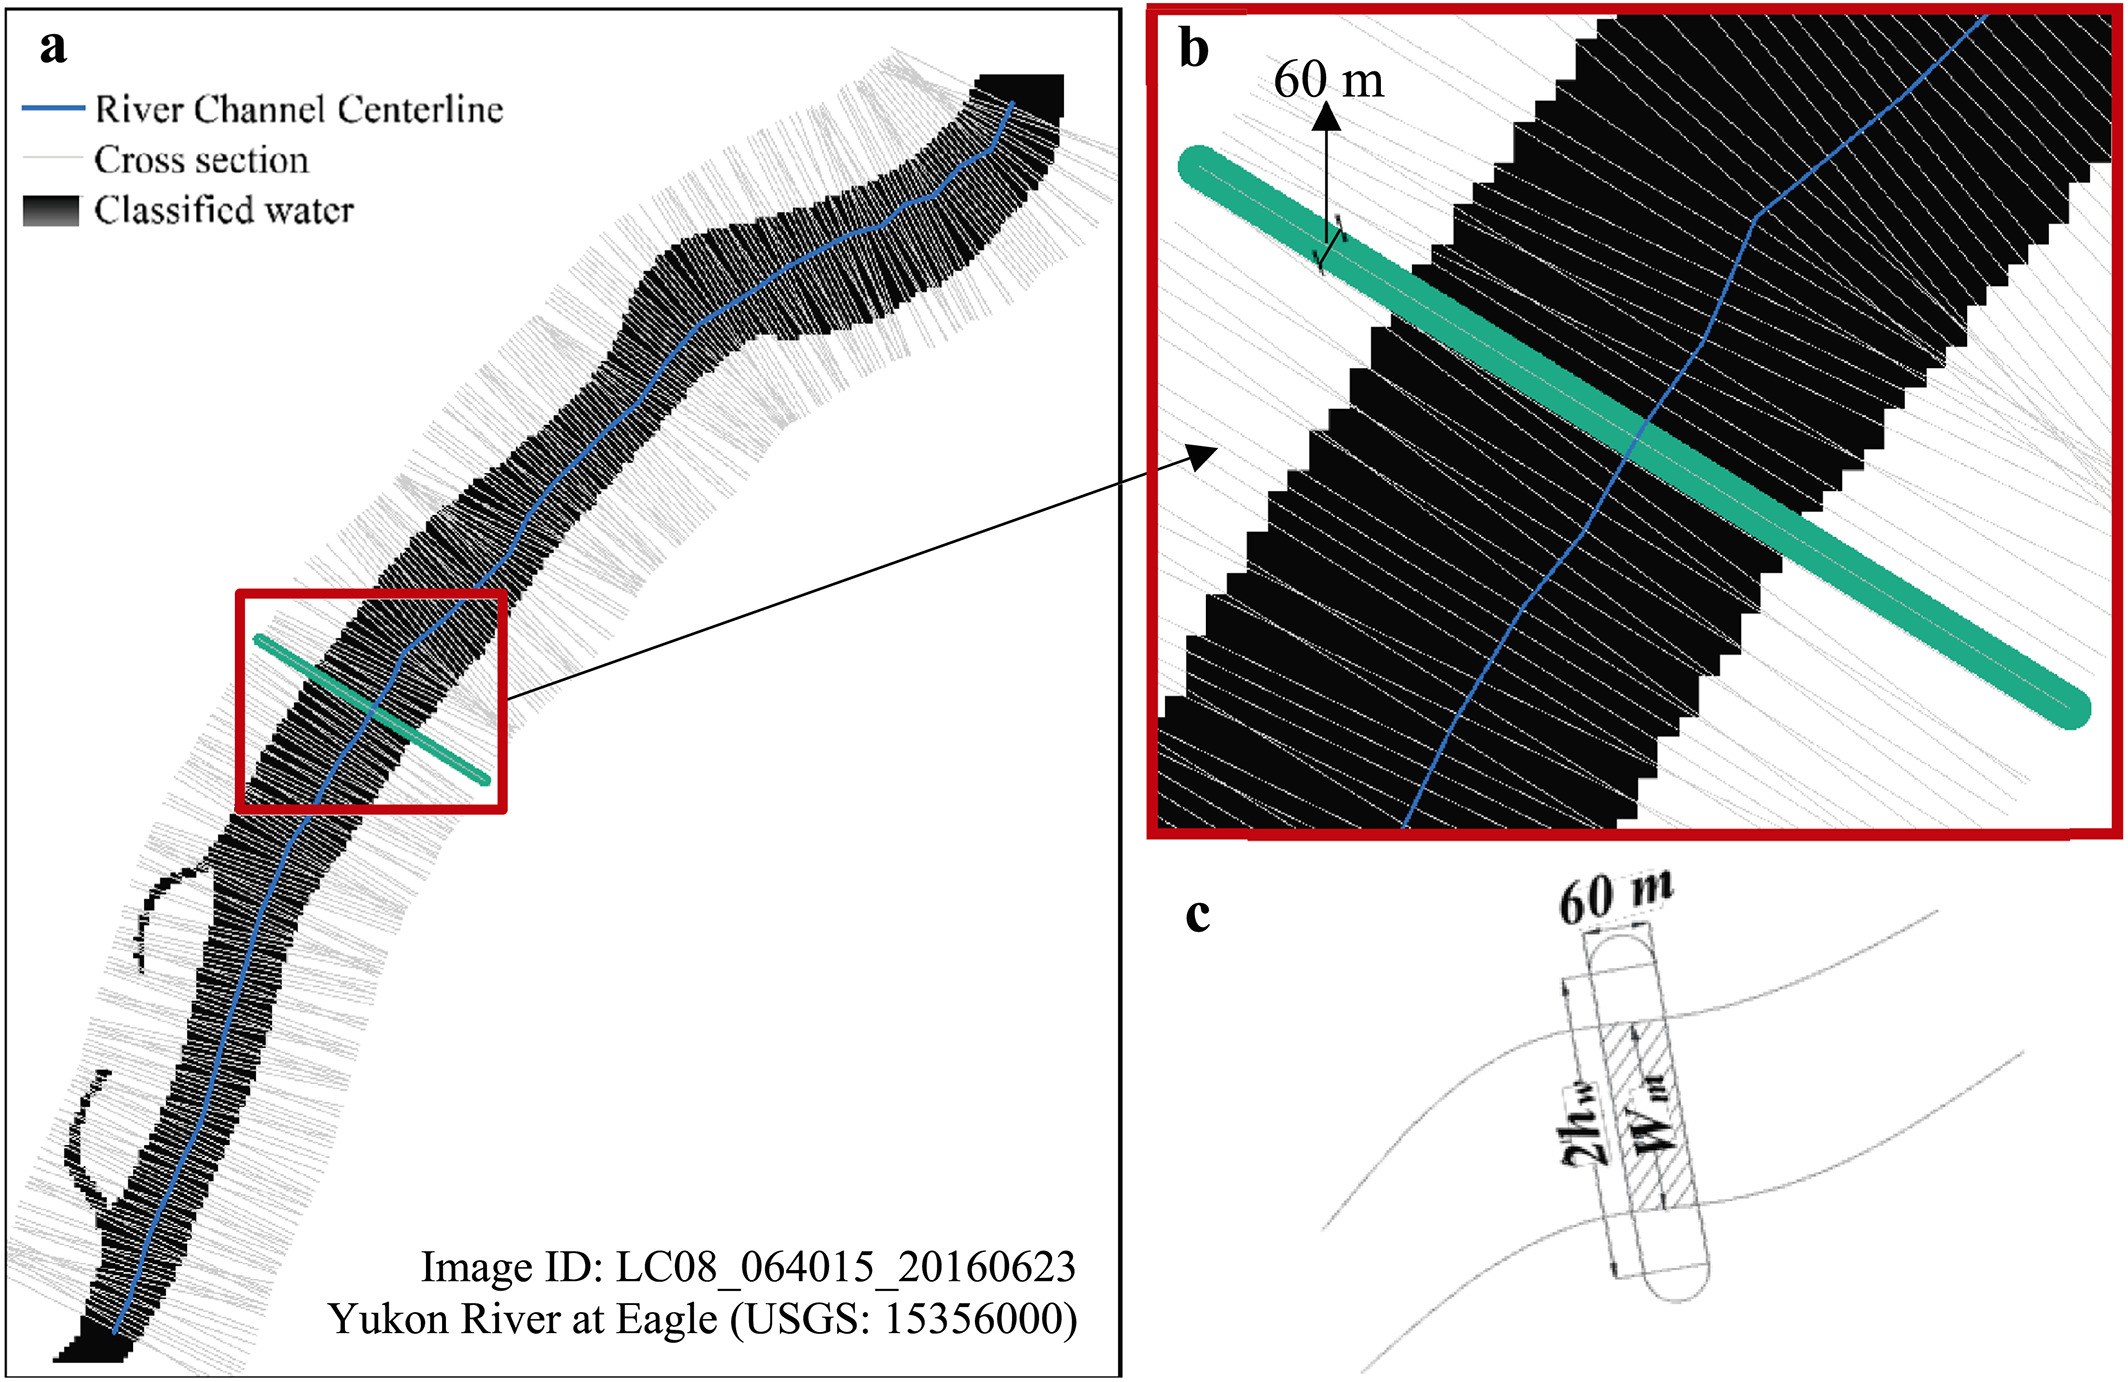 a
River Channel Centerline
Cross section
Classified water
Image ID: LC08_064015_20160623
Yukon River at Eagle (USGS: 15356000)
b
60 m
c
60 m
2hw
Wm